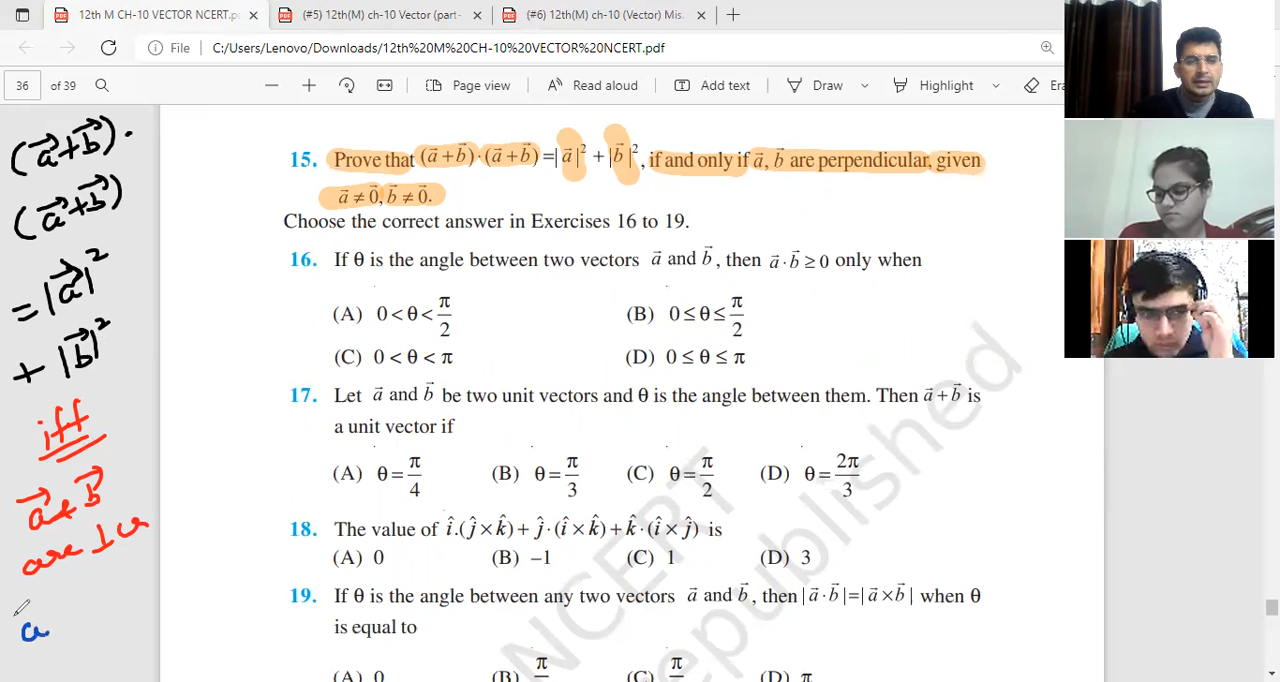 12th M CH-10 VECTOR NCERT.p
(#5) 12th(M) ch-10 Vector (part -
(#6) 12th(M) ch-10 (Vector) Mis.
File
C:/Users/Lenovo/Downloads/12th%20M%20CH-10%20VECTOR%20NCERT.pdf
36 of 39
Page view
Read aloud
Add text
Draw
Highlight
Era
15. Prove that (a⃗ + b⃗) · (a⃗ + b⃗) = |a⃗|² + |b⃗|², if and only if a⃗, b⃗ are perpendicular, given
a⃗ ≠ 0⃗, b⃗ ≠ 0⃗.
Choose the correct answer in Exercises 16 to 19.
16. If θ is the angle between two vectors a⃗ and b⃗, then a⃗ · b⃗ ≥ 0 only when
(A) 0 < θ < π/2 (B) 0 ≤ θ ≤ π/2
(C) 0 < θ < π (D) 0 ≤ θ ≤ π
17. Let a⃗ and b⃗ be two unit vectors and θ is the angle between them. Then a⃗ + b⃗ is
a unit vector if
(A) θ = π/4 (B) θ = π/3 (C) θ = π/2 (D) θ = 2π/3
18. The value of î.(ĵ × k̂) + ĵ · (î × k̂) + k̂ · (î × ĵ) is
(A) 0 (B) –1 (C) 1 (D) 3
19. If θ is the angle between any two vectors a⃗ and b⃗, then |a⃗ · b⃗| = |a⃗ × b⃗| when θ
is equal to
(A) 0 (B) π (C) π (D) π
(a⃗+b⃗)·
(a⃗+b⃗)
= |a⃗|²
+ |b⃗|²
iff
a⃗ & b⃗
are ⊥
a
NCERT
republished